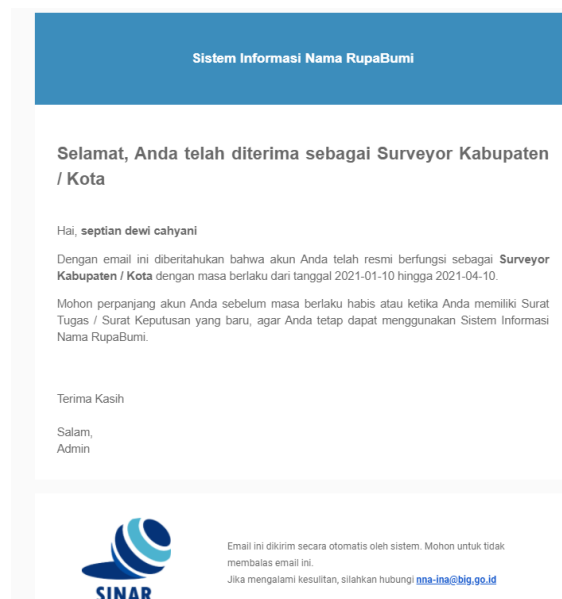 Sistem Informasi Nama RupaBumi
Selamat, Anda telah diterima sebagai Surveyor Kabupaten
/ Kota
Hai, septian dewi cahyani
Dengan email ini diberitahukan bahwa akun Anda telah resmi berfungsi sebagai Surveyor
Kabupaten / Kota dengan masa berlaku dari tanggal 2021-01-10 hingga 2021-04-10.
Mohon perpanjang akun Anda sebelum masa berlaku habis atau ketika Anda memiliki Surat
Tugas / Surat Keputusan yang baru, agar Anda tetap dapat menggunakan Sistem Informasi
Nama RupaBumi.
Terima Kasih
Salam,
Admin
Email ini dikirim secara otomatis oleh sistem. Mohon untuk tidak
membalas email ini.
Jika mengalami kesulitan, silahkan hubungi nna-ina@big.go.id
SINAR